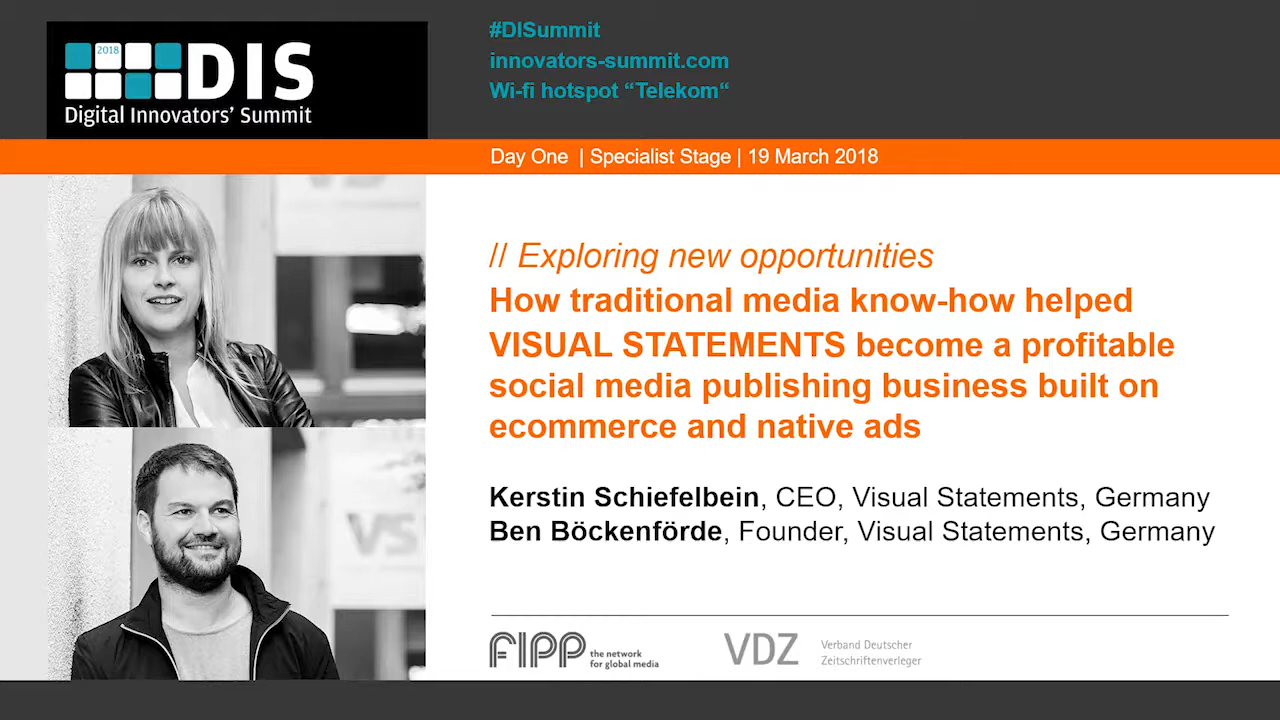 2018
DIS
Digital Innovators’ Summit
#DISummit
innovators-summit.com
Wi-fi hotspot “Telekom“
Day One | Specialist Stage | 19 March 2018
// Exploring new opportunities
How traditional media know-how helped
VISUAL STATEMENTS become a profitable
social media publishing business built on
ecommerce and native ads
Kerstin Schiefelbein, CEO, Visual Statements, Germany
Ben Böckenförde, Founder, Visual Statements, Germany
VS
FIPP the network
for global media
VDZ Verband Deutscher
Zeitschriftenverleger